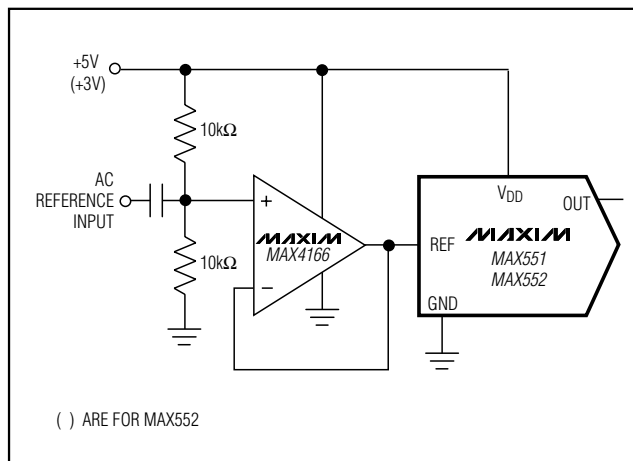 +5V
(+3V)
10kΩ
AC
REFERENCE
INPUT
10kΩ
+
−
MAXIM
MAX4166
VDD
OUT
REF
MAXIM
MAX551
MAX552
GND
( ) ARE FOR MAX552